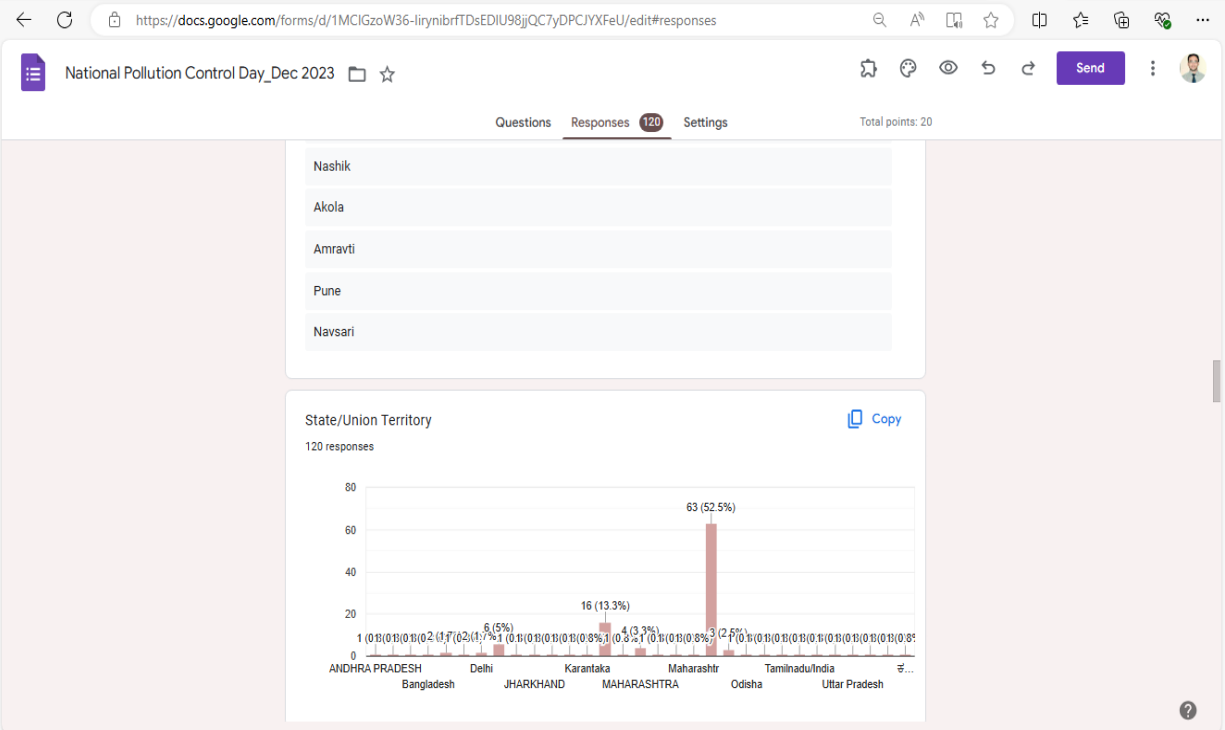 https://docs.google.com/forms/d/1MClGzoW36-lirynibrfTDsEDlU98jjQC7yDPCJYXFeU/edit#responses
National Pollution Control Day_Dec 2023
Send
Questions Responses 120 Settings Total points: 20
Nashik
Akola
Amravti
Pune
Navsari
State/Union Territory
Copy
120 responses
80
63 (52.5%)
60
40
20
16 (13.3%)
6 (5%)
4 (3.3%)
3 (2.5%)
0
ANDHRA PRADESH Delhi Karantaka Maharashtr Tamilnadu/India ಕ...
Bangladesh JHARKHAND MAHARASHTRA Odisha Uttar Pradesh